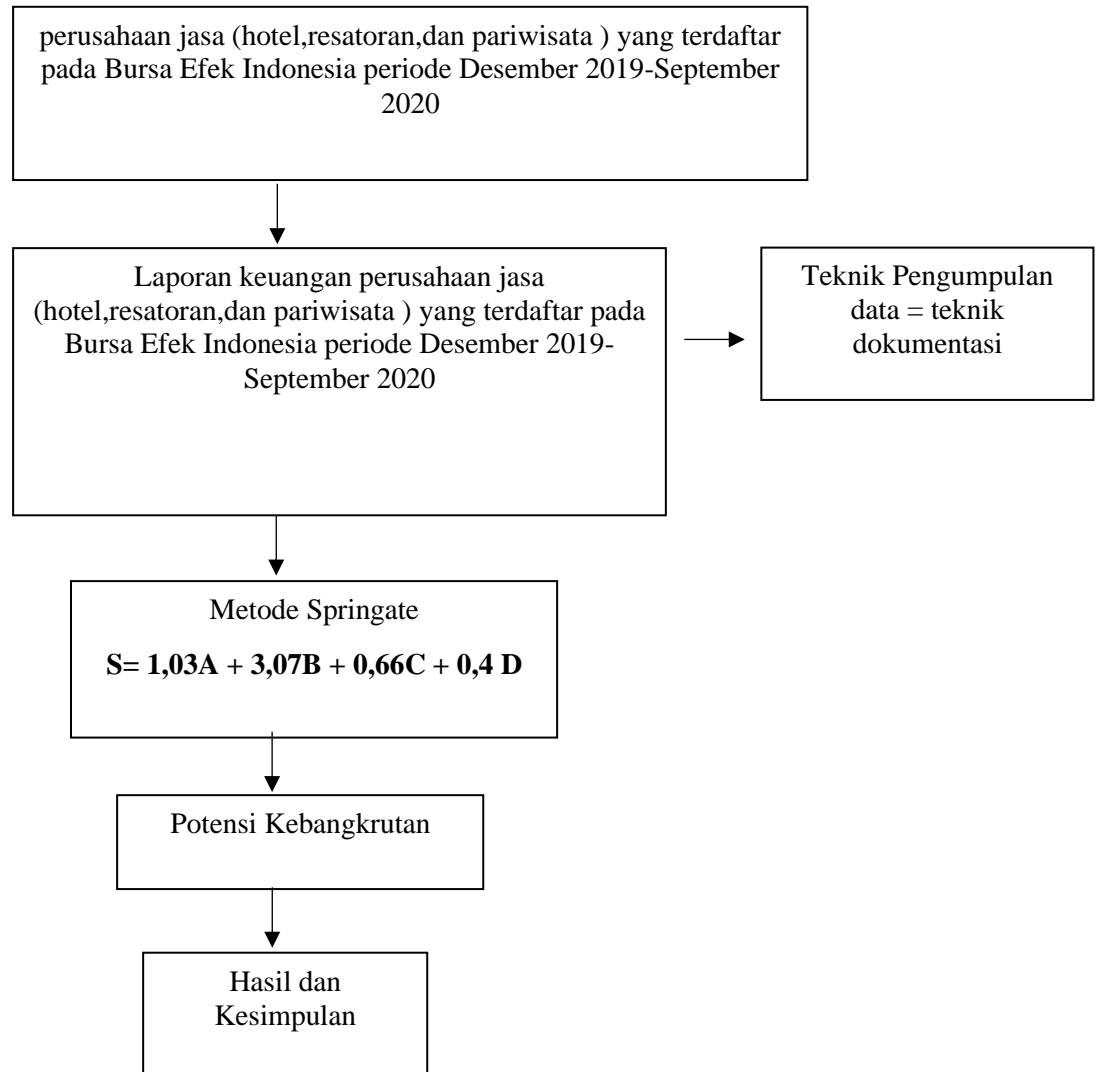 perusahaan jasa (hotel,resatoran,dan pariwisata ) yang terdaftar
pada Bursa Efek Indonesia periode Desember 2019-September
2020
Laporan keuangan perusahaan jasa
(hotel,resatoran,dan pariwisata ) yang terdaftar pada
Bursa Efek Indonesia periode Desember 2019-
September 2020
Teknik Pengumpulan
data = teknik
dokumentasi
Metode Springate
S= 1,03A + 3,07B + 0,66C + 0,4 D
Potensi Kebangkrutan
Hasil dan
Kesimpulan